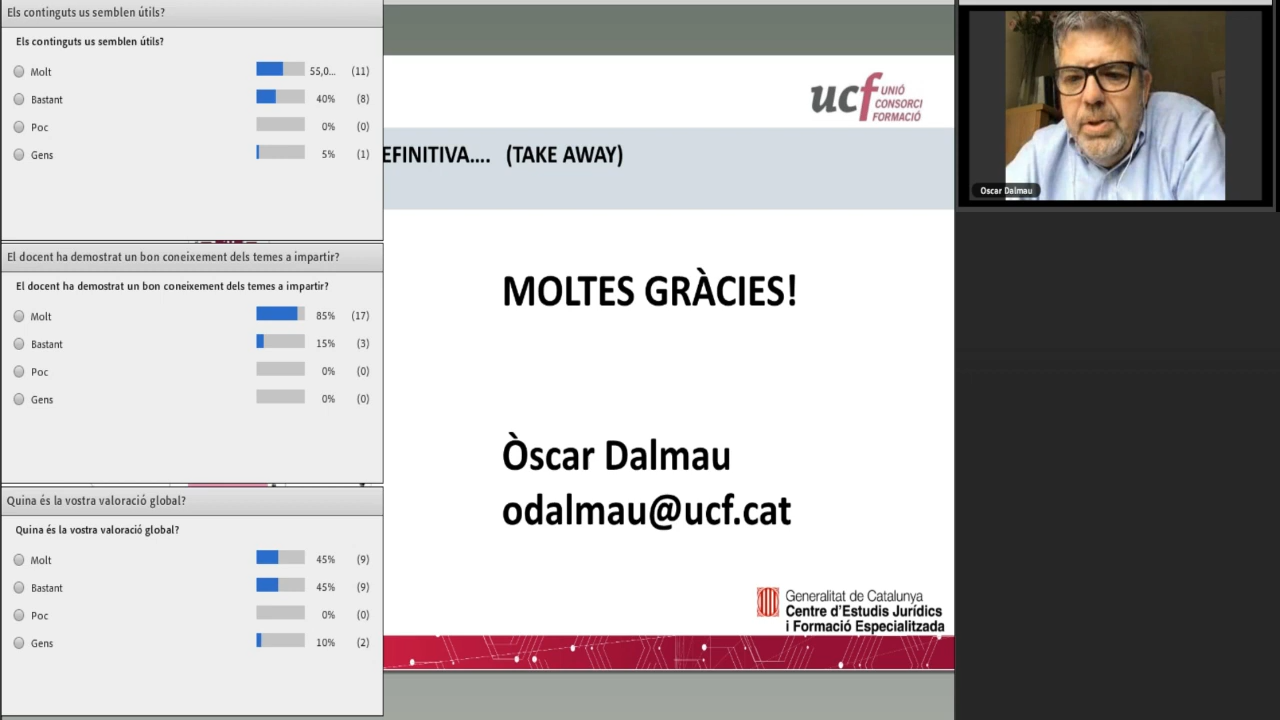 Els continguts us semblen útils?
Els continguts us semblen útils?
Molt 55,0... (11)
Bastant 40% (8)
Poc 0% (0)
Gens 5% (1)
El docent ha demostrat un bon coneixement dels temes a impartir?
El docent ha demostrat un bon coneixement dels temes a impartir?
Molt 85% (17)
Bastant 15% (3)
Poc 0% (0)
Gens 0% (0)
Quina és la vostra valoració global?
Quina és la vostra valoració global?
Molt 45% (9)
Bastant 45% (9)
Poc 0% (0)
Gens 10% (2)
ucf UNIÓ
CONSORCI
FORMACIÓ
EFINITIVA.... (TAKE AWAY)
MOLTES GRÀCIES!
Òscar Dalmau
odalmau@ucf.cat
Generalitat de Catalunya
Centre d'Estudis Jurídics
i Formació Especialitzada
Oscar Dalmau